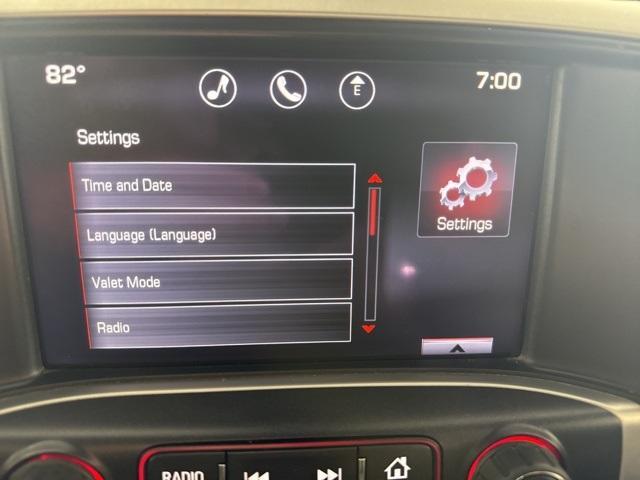 82°
E
7:00
Settings
Time and Date
Language (Language)
Valet Mode
Radio
Settings
RADIO